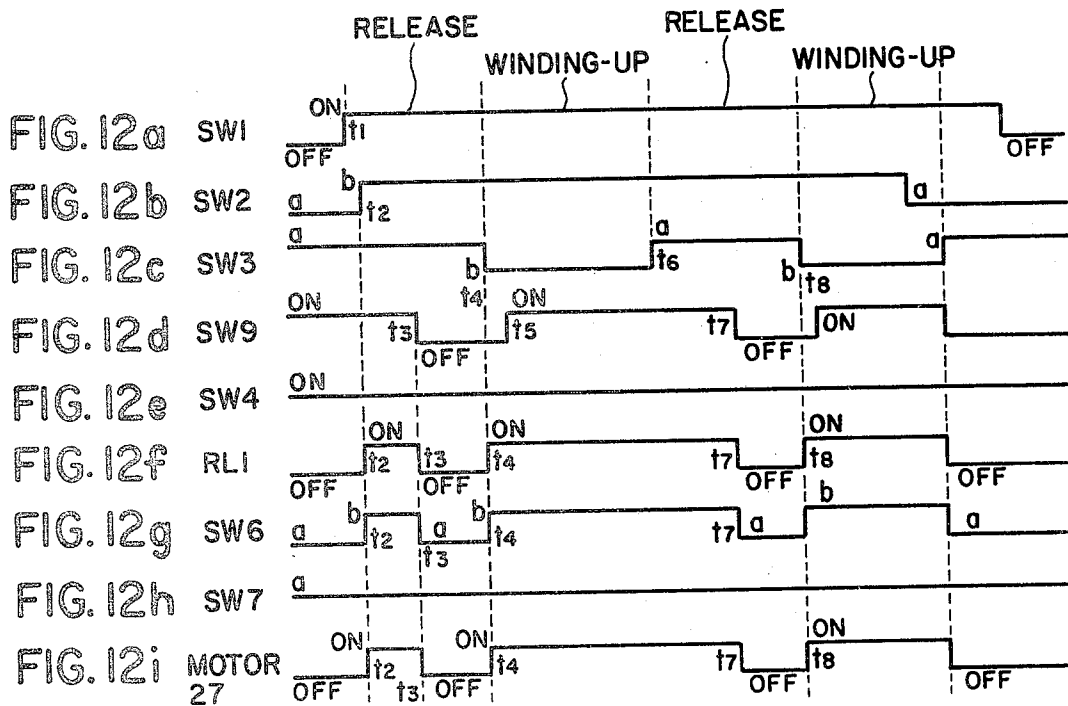 RELEASE RELEASE
WINDING-UP WINDING-UP
FIG. 12a SW1 OFF ON t1 OFF
FIG. 12b SW2 a b t2 a
FIG. 12c SW3 a b t4 a t6 b t8 a
FIG. 12d SW9 ON t3 OFF ON t5 t7 OFF ON
FIG. 12e SW4 ON
FIG. 12f RL1 OFF ON t2 t3 OFF ON t4 t7 OFF ON t8 OFF
FIG. 12g SW6 a b t2 a t3 b t4 t7 a b a
FIG. 12h SW7 a
FIG. 12i MOTOR 27 OFF ON t2 t3 OFF ON t4 t7 OFF ON t8 OFF